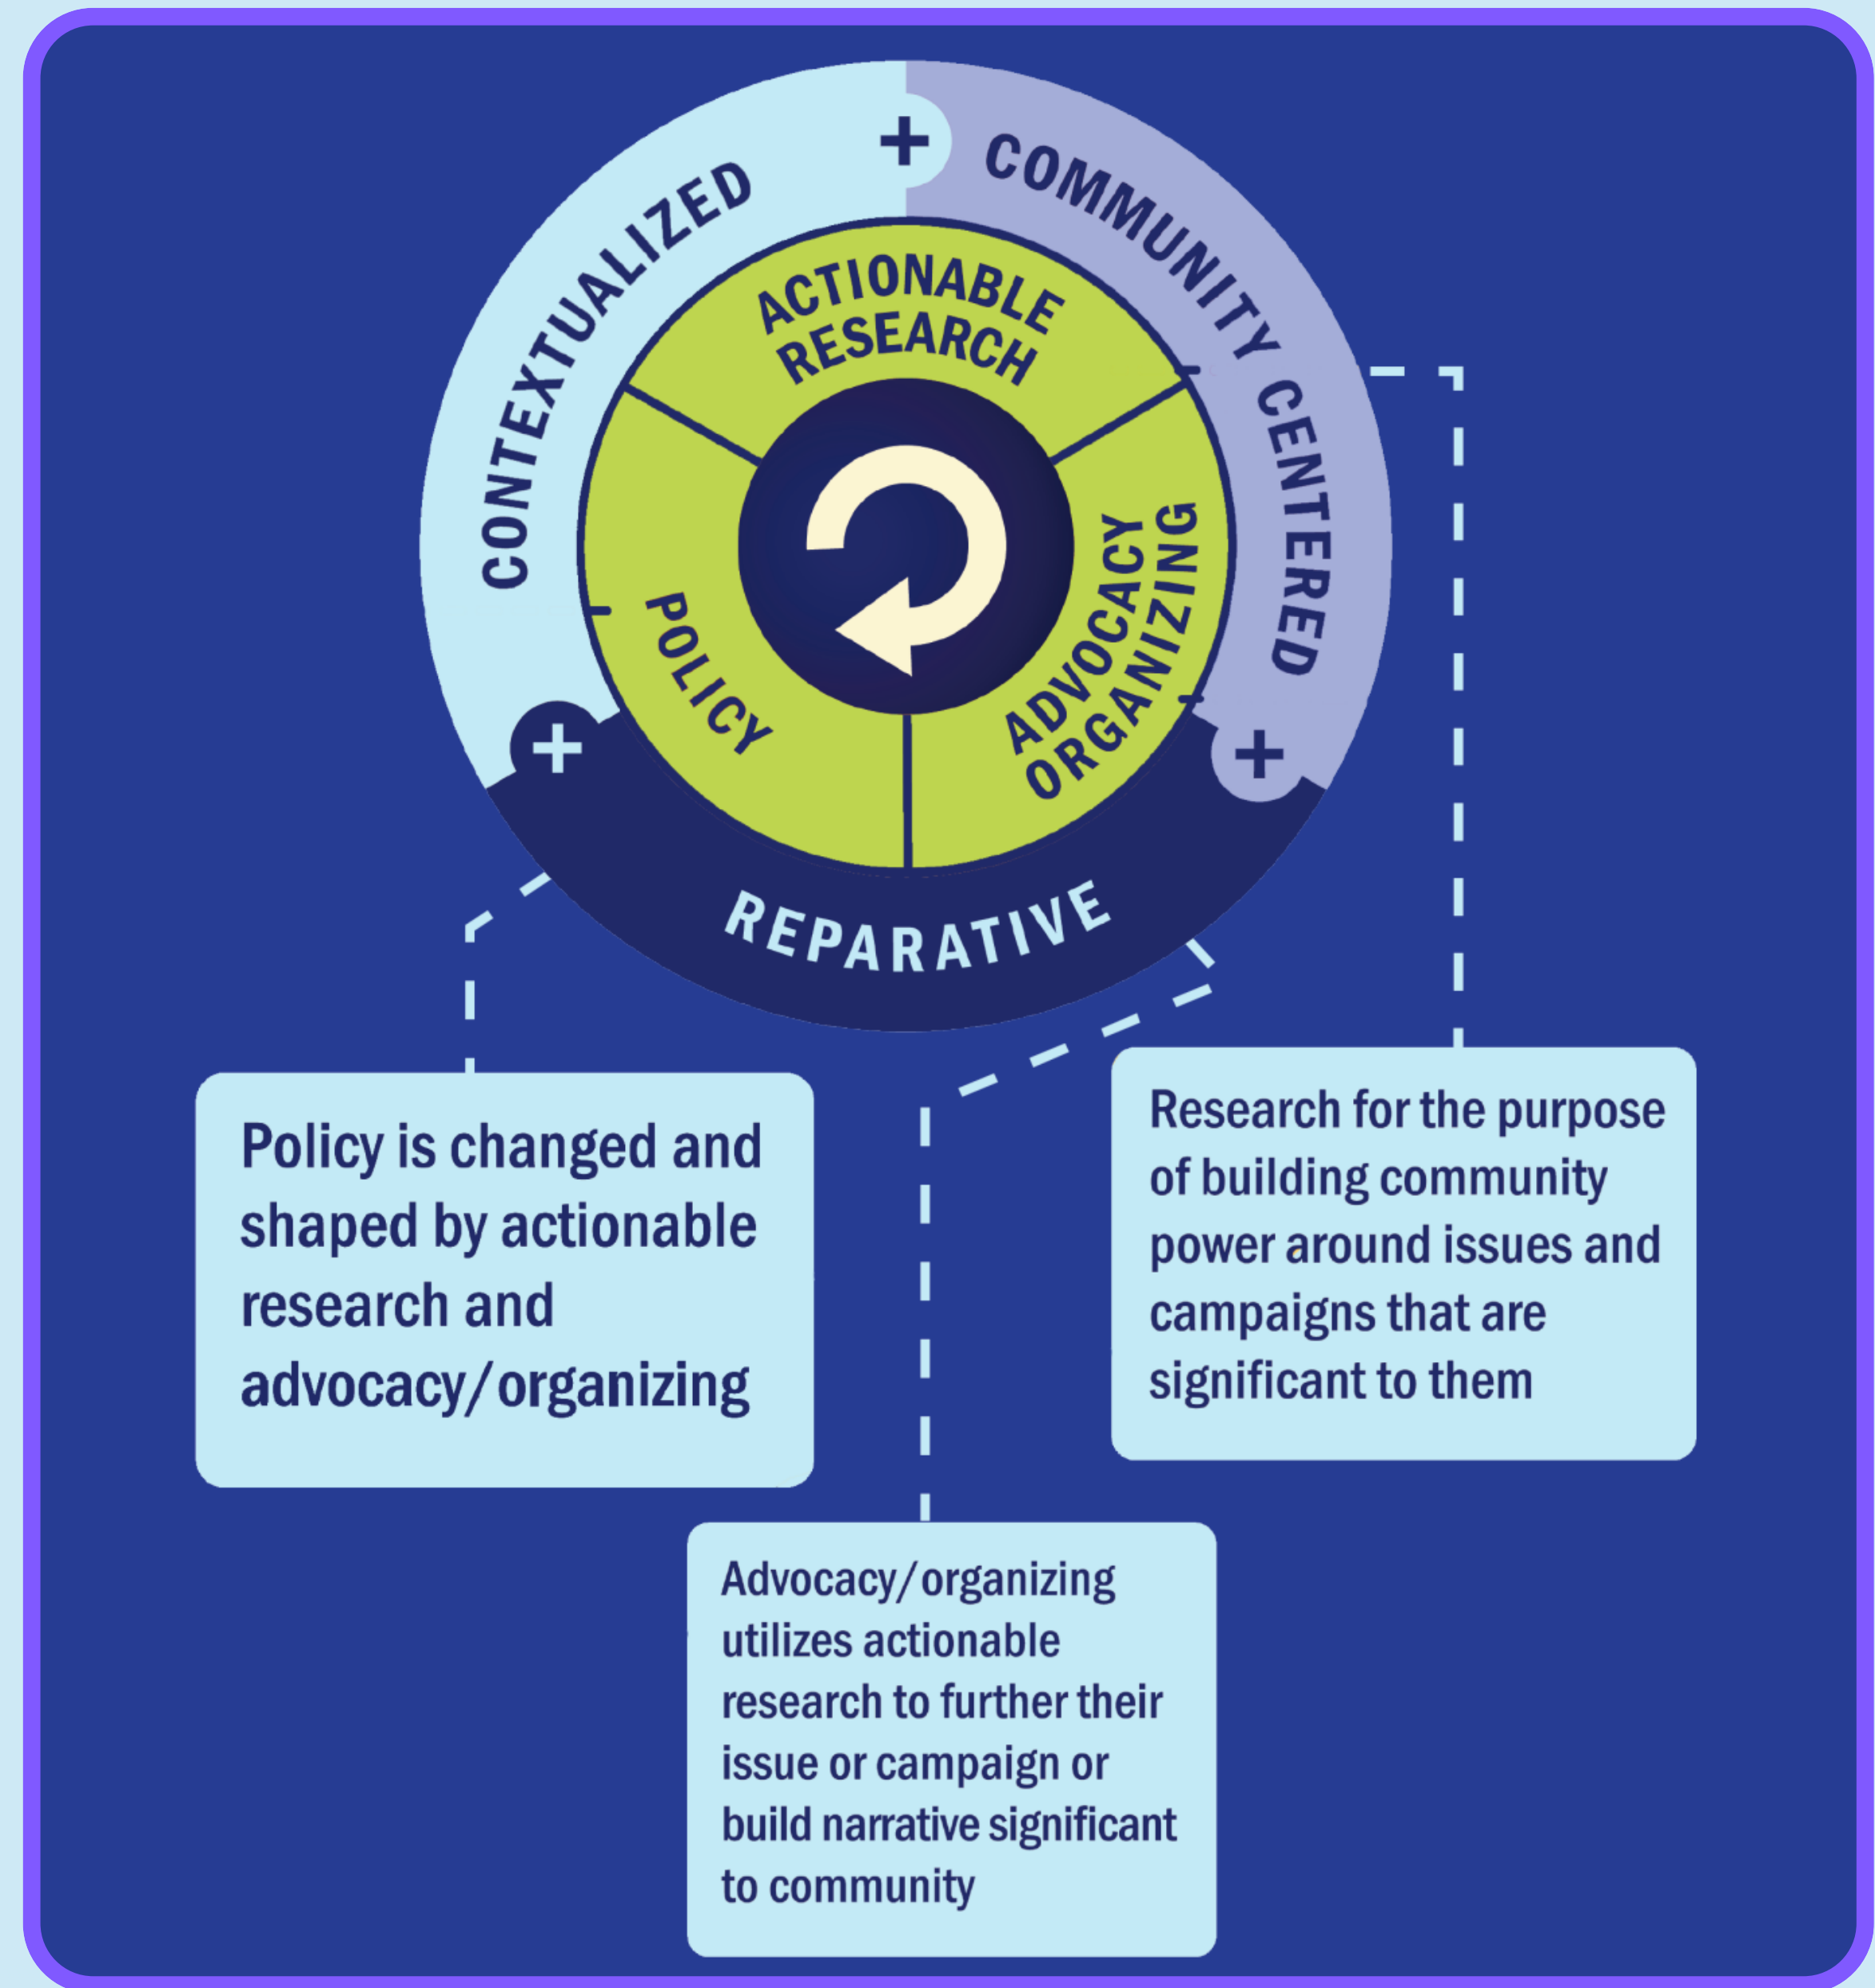 CONTEXTUALIZED
+
COMMUNITY CENTERED
ACTIONABLE
RESEARCH
ADVOCACY
ORGANIZING
POLICY
+
+
REPARATIVE
Policy is changed and
shaped by actionable
research and
advocacy/organizing
Research for the purpose
of building community
power around issues and
campaigns that are
significant to them
Advocacy/organizing
utilizes actionable
research to further their
issue or campaign or
build narrative significant
to community